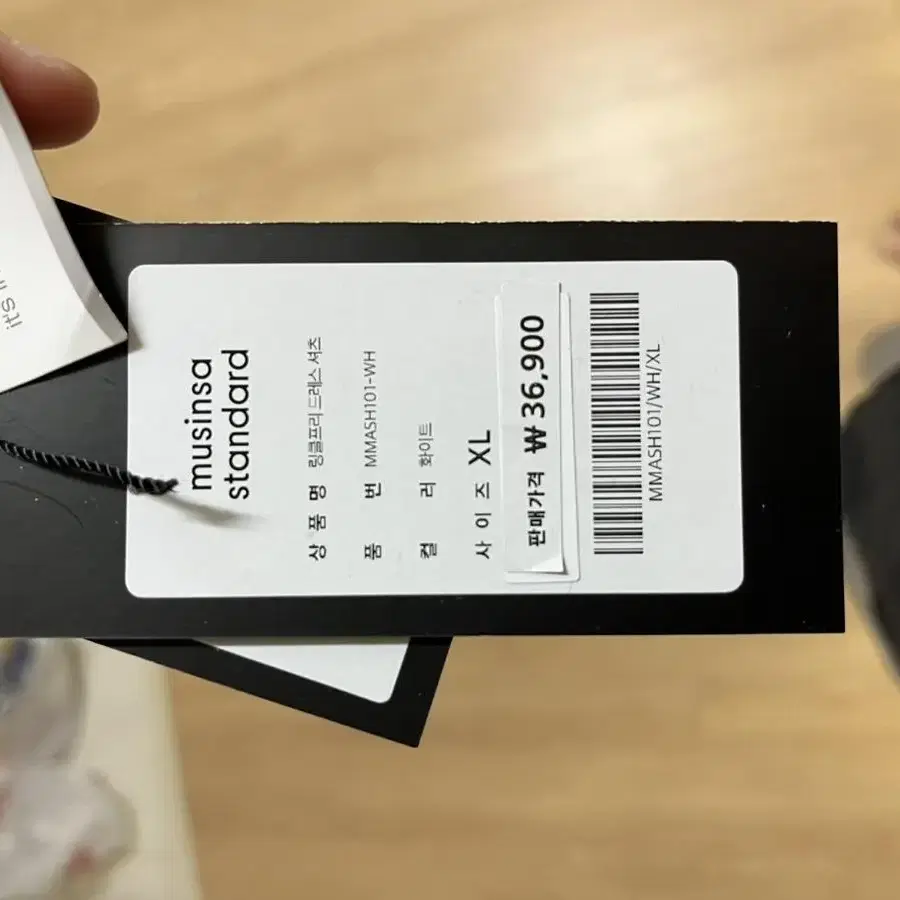 it's
musinsa
standard
상 품 명 링클프리 드레스 셔츠
품 번 MMASH101-WH
컬 러 화이트
사 이 즈 XL
판매가격 ₩ 36,900
MMASH101/WH/XL